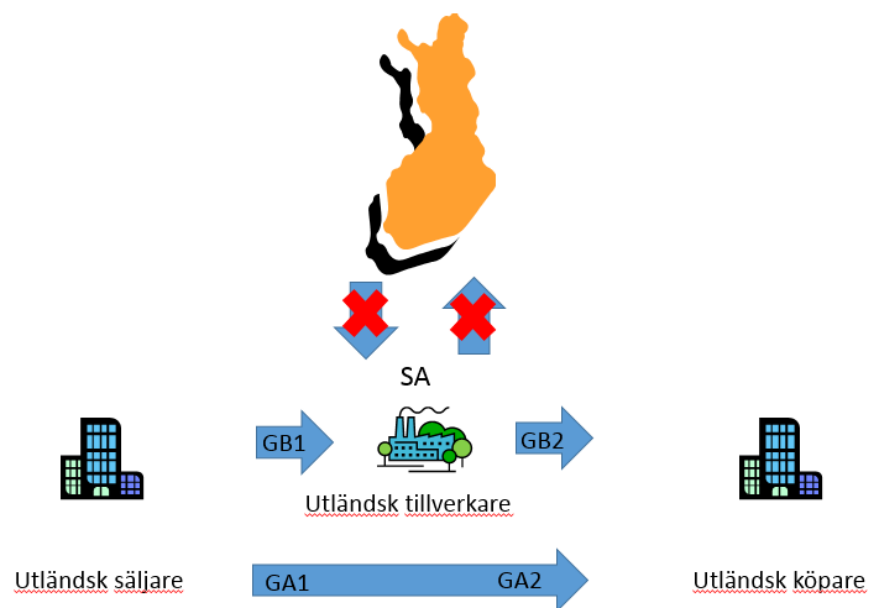 SA
GB1
GB2
Utländsk tillverkare
Utländsk säljare
GA1
GA2
Utländsk köpare